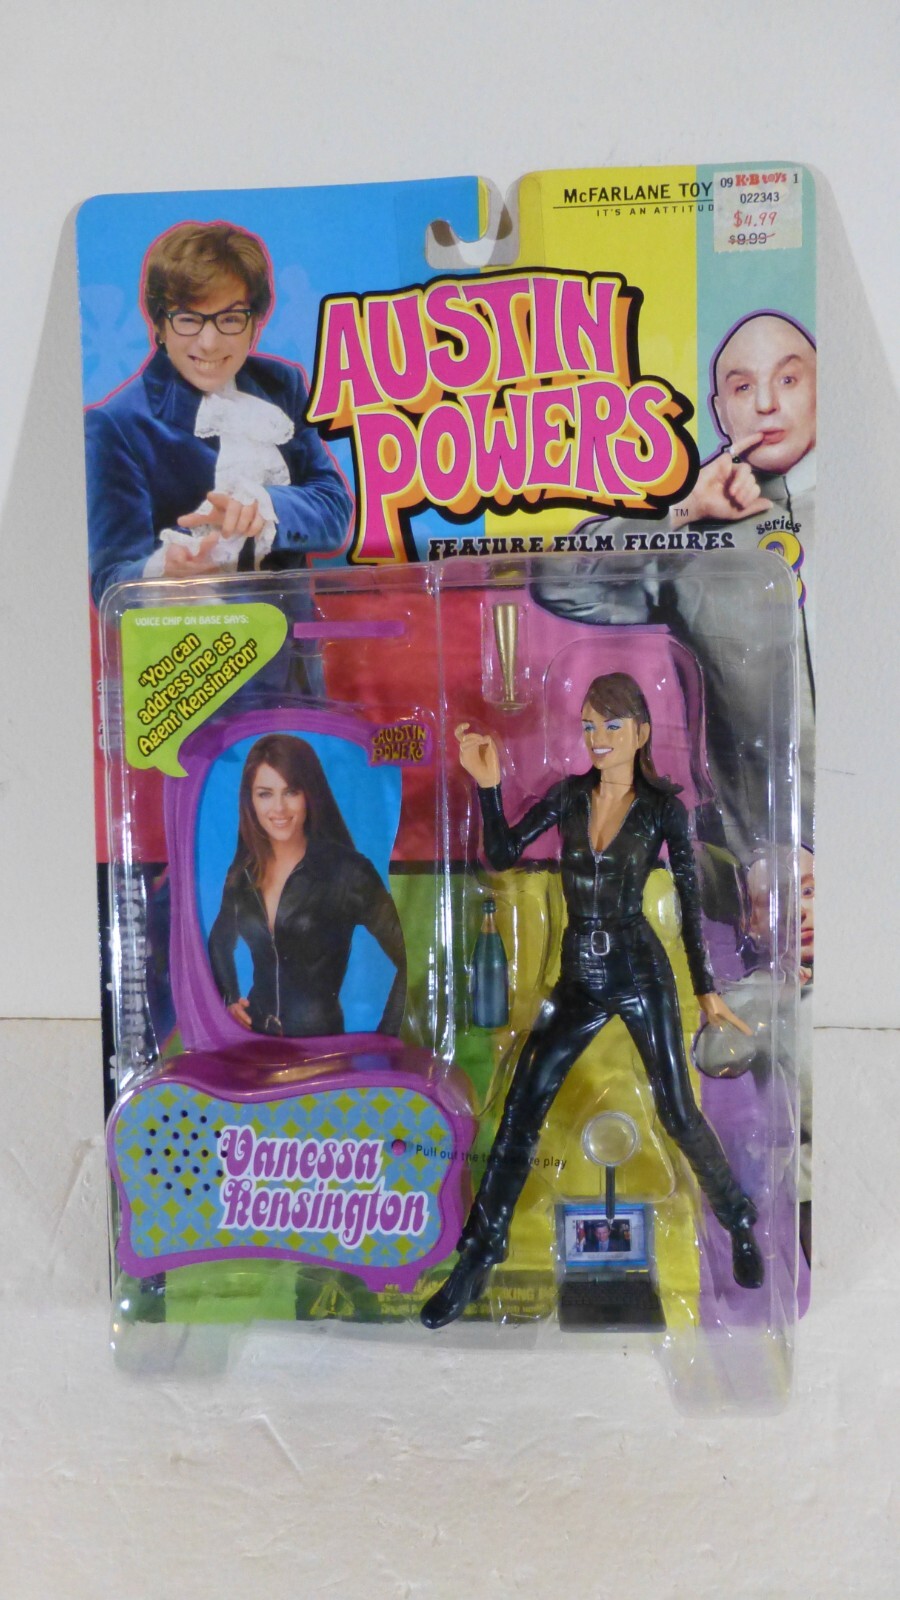 McFARLANE TOY
IT'S AN ATTITUD
09 K·B toys 1
022343
$4.99
$9.99
AUSTIN
POWERS
TM
FEATURE FILM FIGURES
series
2
VOICE CHIP ON BASE SAYS:
"You can
address me as
Agent Kensington"
AUSTIN
POWERS
Vanessa
Kensington
Pull out the
play